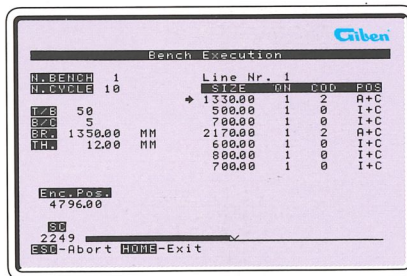 Giben
Bench Execution
N.BENCH 1
N.CYCLE 10
T/B 50
B/C 5
BR. 1350.00 MM
TH. 12.00 MM
Line Nr. 1
SIZE QN COD POS
1330.00 1 2 A+C
500.00 1 0 I+C
700.00 1 0 I+C
2170.00 1 2 A+C
600.00 1 0 I+C
800.00 1 0 I+C
700.00 1 0 I+C
Enc.Pos.
4796.00
SC
2249
ESC-Abort HOME-Exit